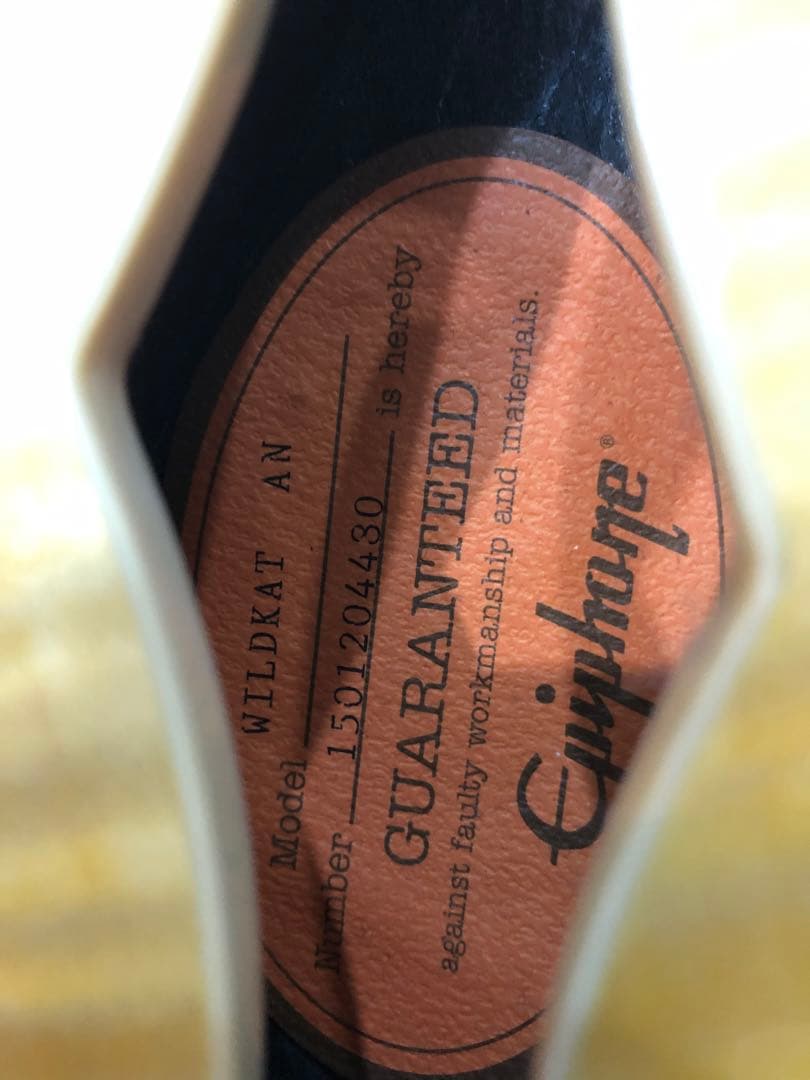 Model WILDKAT AN
Number 1501204430 is hereby
GUARANTEED
against faulty workmanship and materials.
Epiphone®